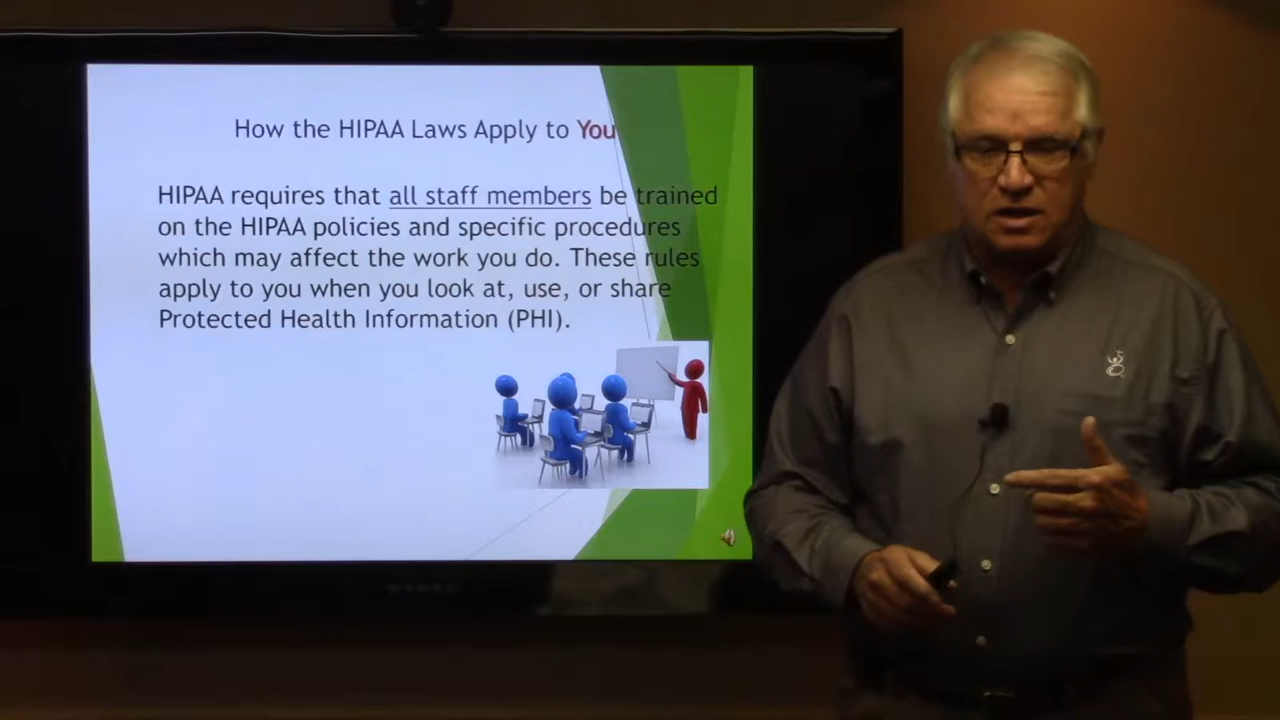 How the HIPAA Laws Apply to You
HIPAA requires that all staff members be trained
on the HIPAA policies and specific procedures
which may affect the work you do. These rules
apply to you when you look at, use, or share
Protected Health Information (PHI).